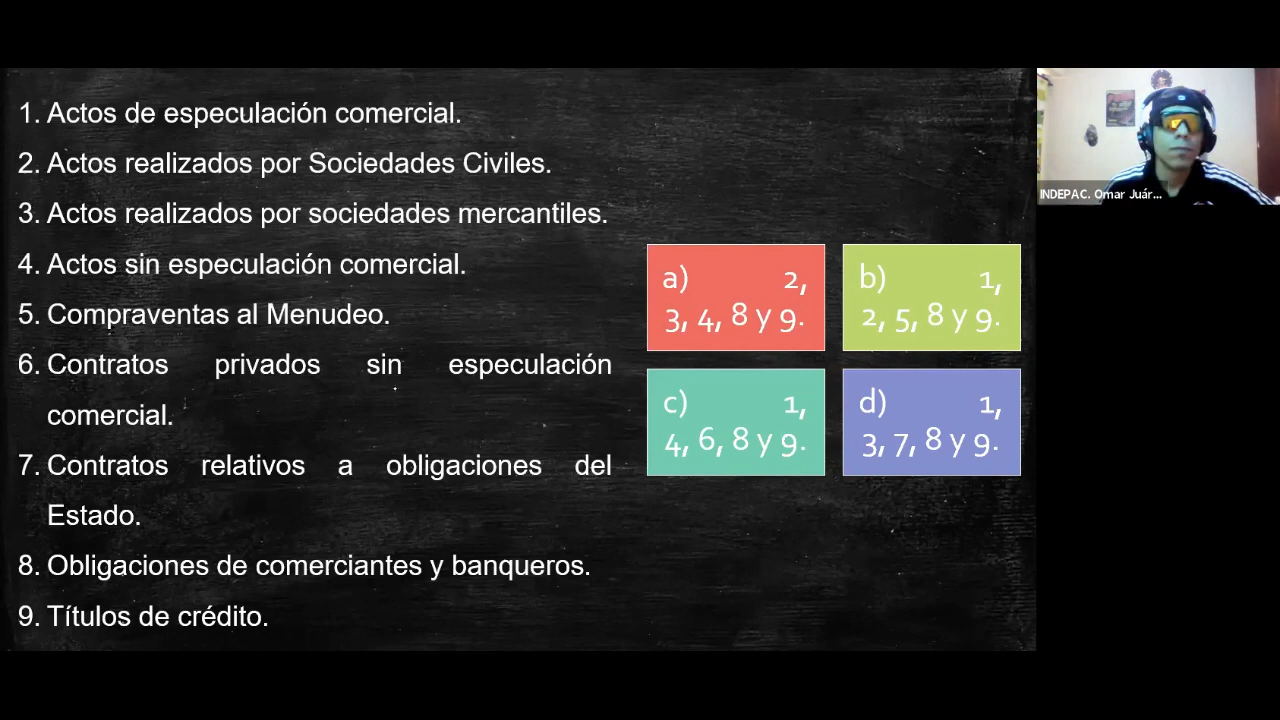 1. Actos de especulación comercial.
2. Actos realizados por Sociedades Civiles.
3. Actos realizados por sociedades mercantiles.
4. Actos sin especulación comercial.
5. Compraventas al Menudeo.
6. Contratos privados sin especulación
comercial.
7. Contratos relativos a obligaciones del
Estado.
8. Obligaciones de comerciantes y banqueros.
9. Títulos de crédito.
a) 2,
3, 4, 8 y 9.
b) 1,
2, 5, 8 y 9.
c) 1,
4, 6, 8 y 9.
d) 1,
3, 7, 8 y 9.
INDEPAC. Omar Juár...